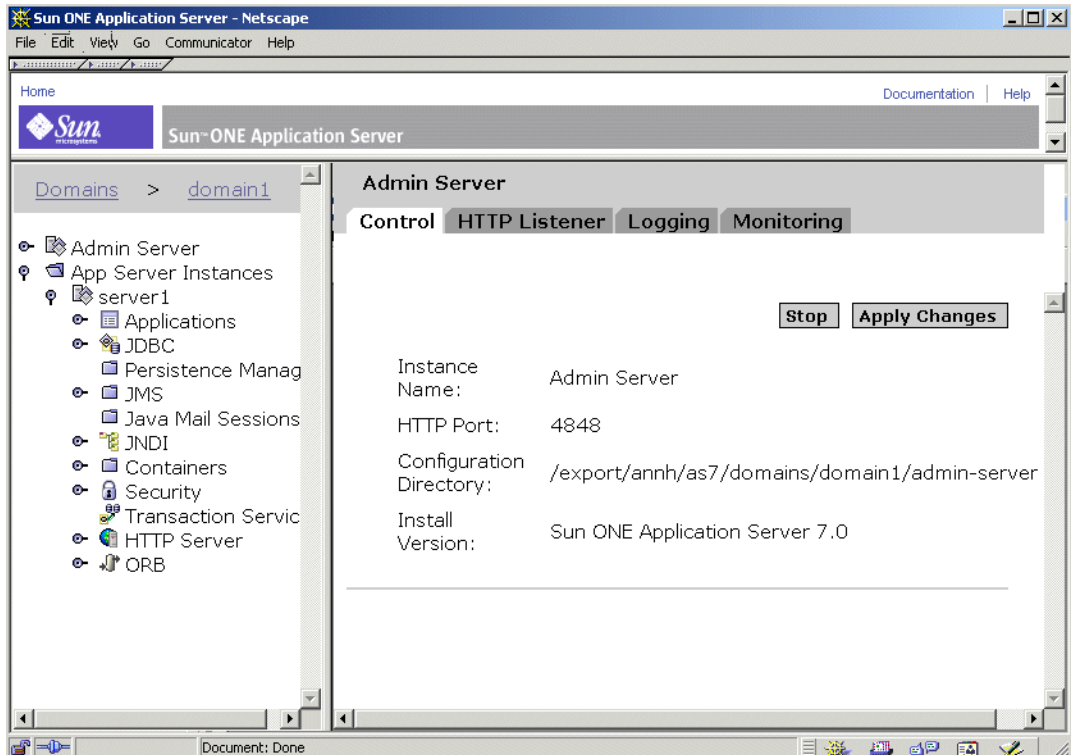 Sun ONE Application Server - Netscape
File Edit View Go Communicator Help
Home
Documentation | Help
Sun
microsystems
Sun™ ONE Application Server
Domains > domain1
Admin Server
App Server Instances
server1
Applications
JDBC
Persistence Manag
JMS
Java Mail Sessions
JNDI
Containers
Security
Transaction Servic
HTTP Server
ORB
Admin Server
Control HTTP Listener Logging Monitoring
Stop Apply Changes
Instance
Name: Admin Server
HTTP Port: 4848
Configuration
Directory: /export/annh/as7/domains/domain1/admin-server
Install
Version: Sun ONE Application Server 7.0
Document: Done